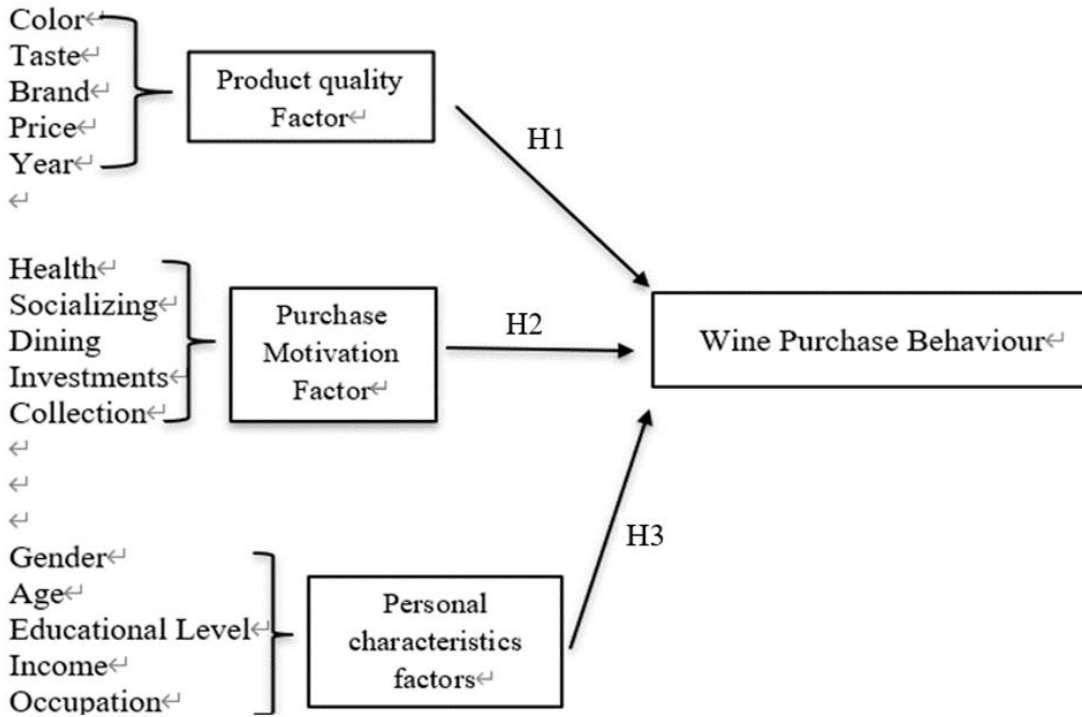 Color↵
Taste↵
Brand↵
Price↵
Year↵
↵
Product quality
Factor↵
H1
Health↵
Socializing↵
Dining
Investments↵
Collection↵
↵
↵
↵
Purchase
Motivation
Factor↵
H2
Wine Purchase Behaviour↵
Gender↵
Age↵
Educational Level↵
Income↵
Occupation↵
Personal
characteristics
factors↵
H3